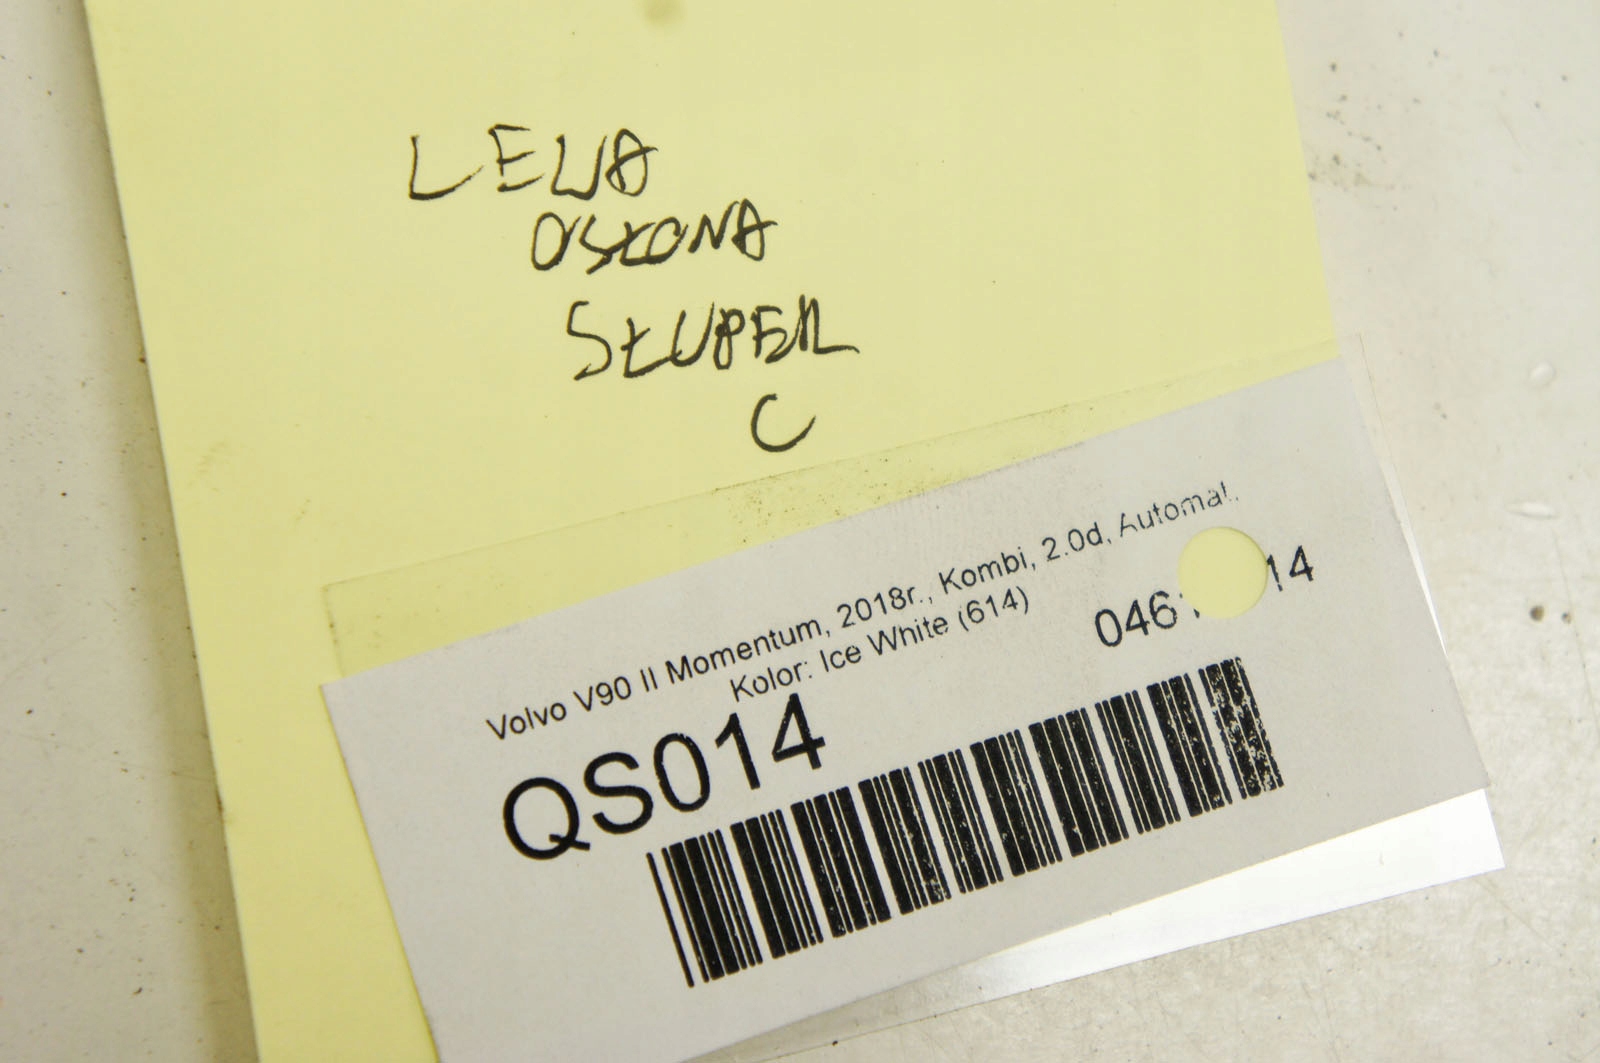 LEWA
OSŁONA
SŁUPEK
C
Volvo V90 II Momentum, 2018r., Kombi, 2.0d, Automat.,
Kolor: Ice White (614)
QS014